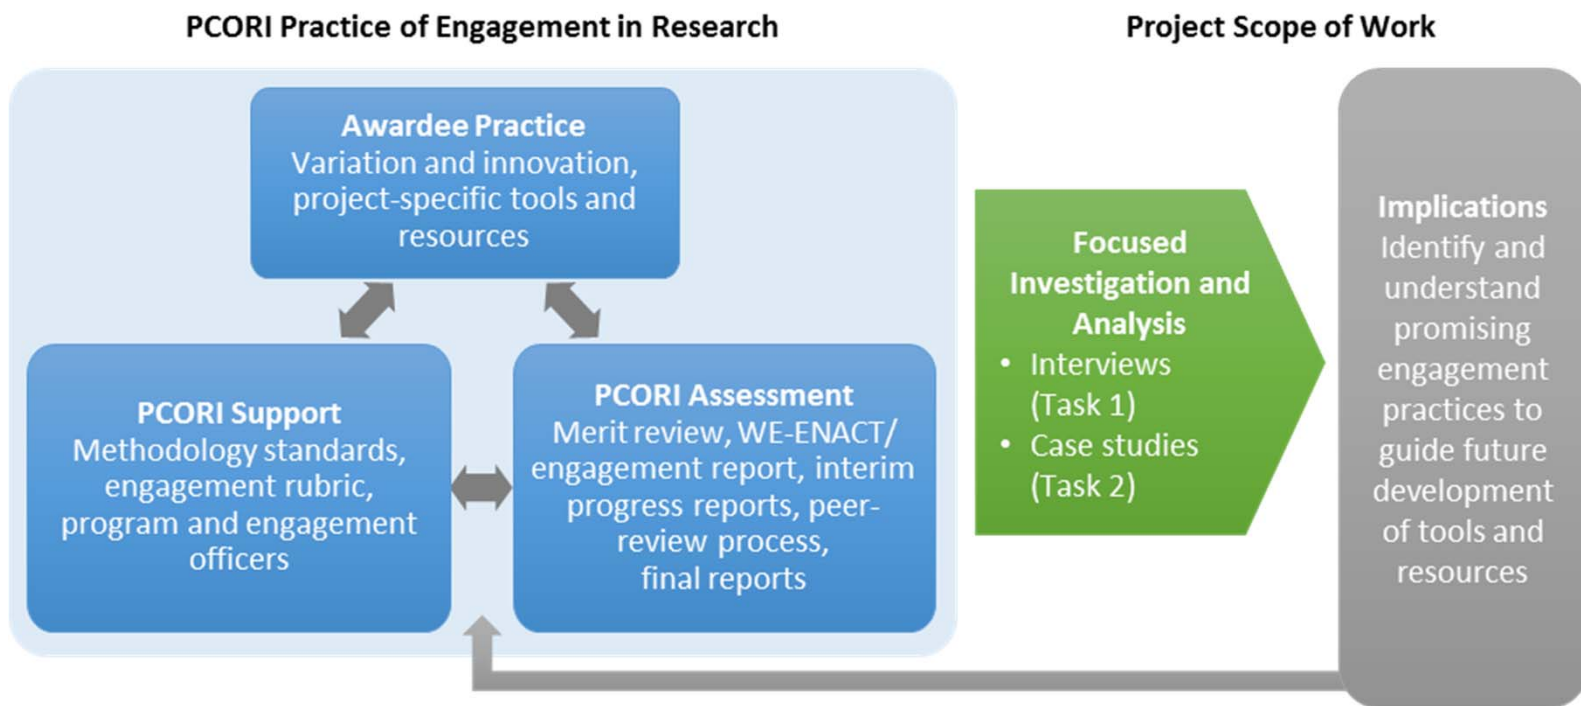 PCORI Practice of Engagement in Research
Project Scope of Work
Awardee Practice
Variation and innovation,
project-specific tools and
resources
PCORI Support
Methodology standards,
engagement rubric,
program and engagement
officers
PCORI Assessment
Merit review, WE-ENACT/
engagement report, interim
progress reports, peer-
review process,
final reports
Focused
Investigation and
Analysis
• Interviews
(Task 1)
• Case studies
(Task 2)
Implications
Identify and
understand
promising
engagement
practices to
guide future
development
of tools and
resources